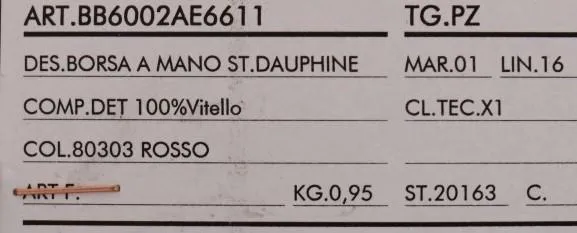 ART.BB6002AE6611 TG.PZ
DES.BORSA A MANO ST.DAUPHINE MAR.01 LIN.16
COMP.DET 100%Vitello CL.TEC.X1
COL.80303 ROSSO
ART F. KG.0,95 ST.20163 C.